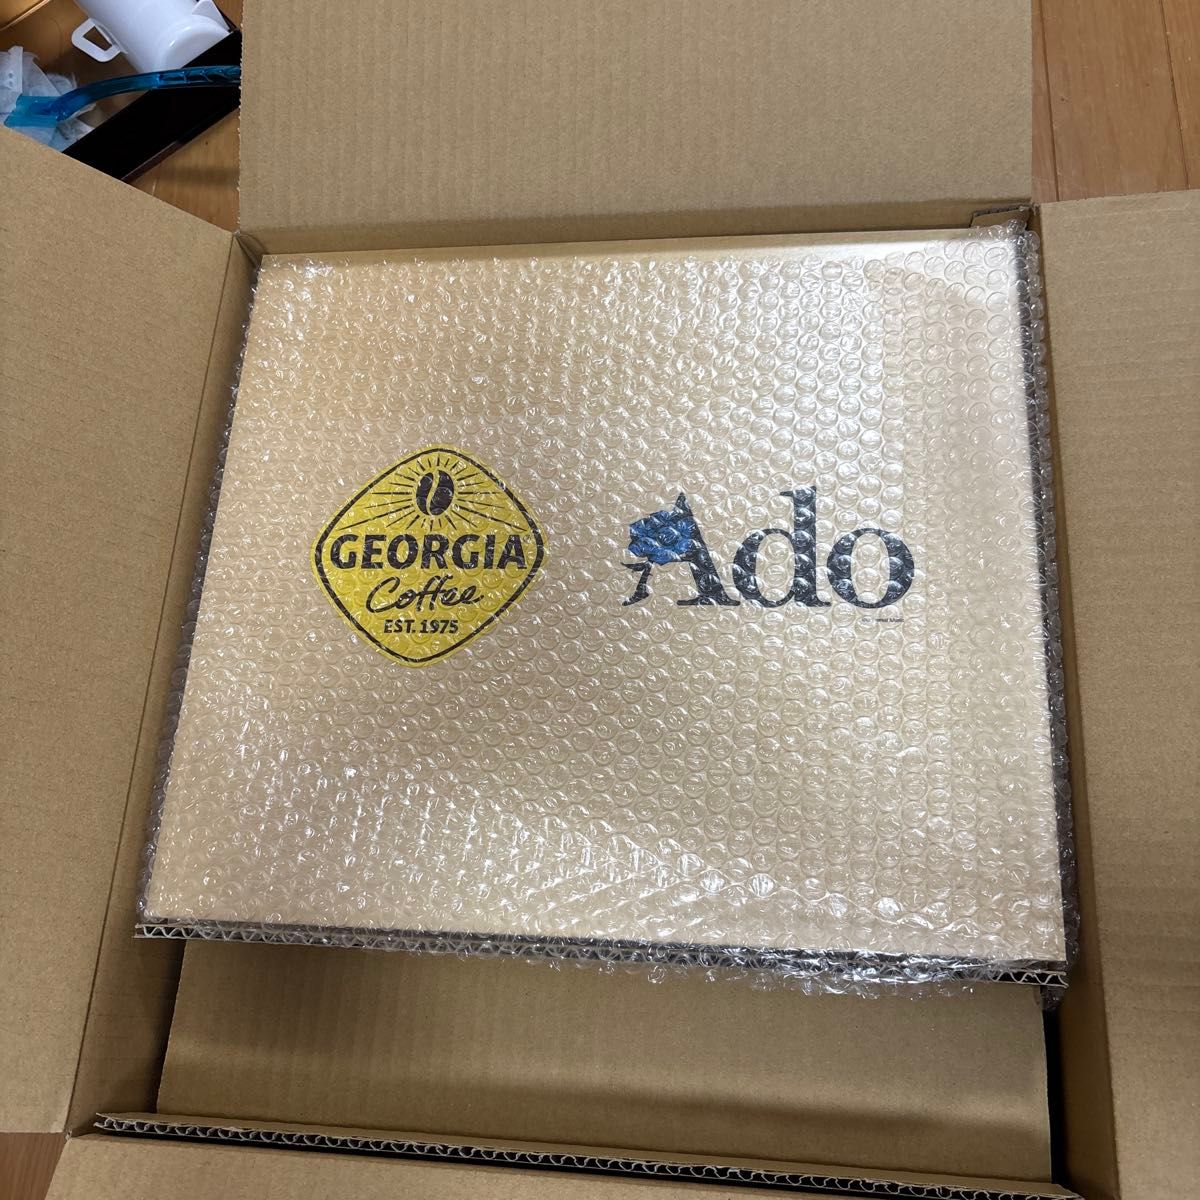 GEORGIA
Coffee
EST. 1975
Ado